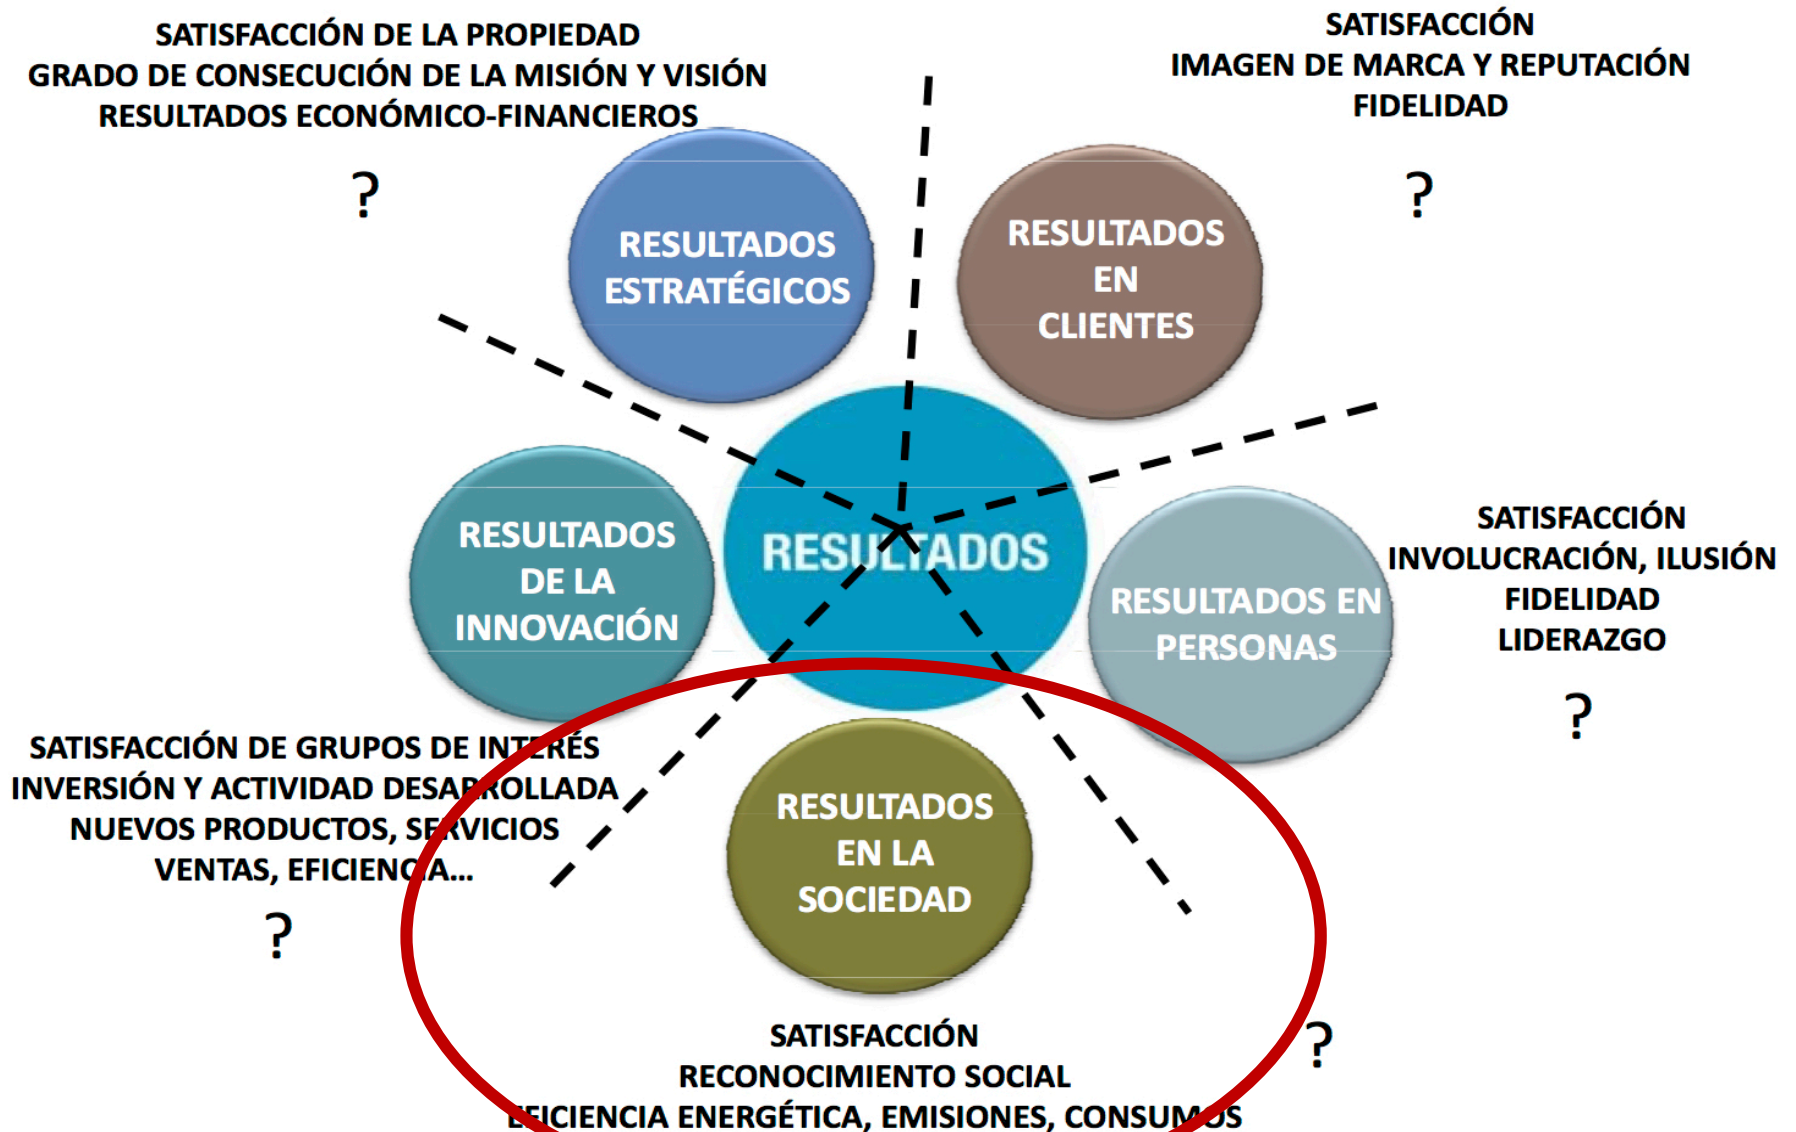 SATISFACCIÓN DE LA PROPIEDAD
GRADO DE CONSECUCIÓN DE LA MISIÓN Y VISIÓN
RESULTADOS ECONÓMICO-FINANCIEROS
?
SATISFACCIÓN
IMAGEN DE MARCA Y REPUTACIÓN
FIDELIDAD
?
RESULTADOS
ESTRATÉGICOS
RESULTADOS
EN
CLIENTES
RESULTADOS
DE LA
INNOVACIÓN
RESULTADOS
RESULTADOS EN
PERSONAS
SATISFACCIÓN
INVOLUCRACIÓN, ILUSIÓN
FIDELIDAD
LIDERAZGO
?
SATISFACCIÓN DE GRUPOS DE INTERÉS
INVERSIÓN Y ACTIVIDAD DESARROLLADA
NUEVOS PRODUCTOS, SERVICIOS
VENTAS, EFICIENCIA...
?
RESULTADOS
EN LA
SOCIEDAD
SATISFACCIÓN
RECONOCIMIENTO SOCIAL
EFICIENCIA ENERGÉTICA, EMISIONES, CONSUMOS
?